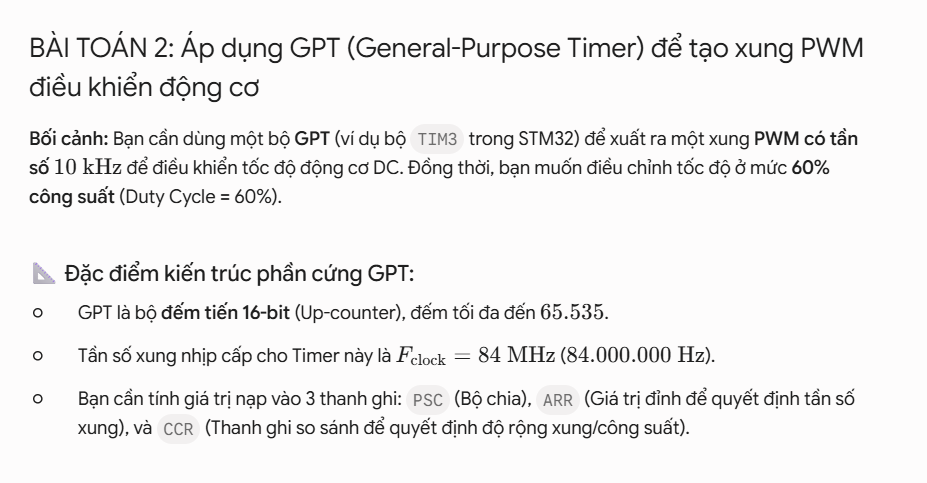 BÀI TOÁN 2: Áp dụng GPT (General-Purpose Timer) để tạo xung PWM
điều khiển động cơ
Bối cảnh: Bạn cần dùng một bộ GPT (ví dụ bộ TIM3 trong STM32) để xuất ra một xung PWM có tần
số 10 kHz để điều khiển tốc độ động cơ DC. Đồng thời, bạn muốn điều chỉnh tốc độ ở mức 60%
công suất (Duty Cycle = 60%).
📐 Đặc điểm kiến trúc phần cứng GPT:
○ GPT là bộ đếm tiến 16-bit (Up-counter), đếm tối đa đến 65.535.
○ Tần số xung nhịp cấp cho Timer này là F_clock = 84 MHz (84.000.000 Hz).
○ Bạn cần tính giá trị nạp vào 3 thanh ghi: PSC (Bộ chia), ARR (Giá trị đỉnh để quyết định tần số
xung), và CCR (Thanh ghi so sánh để quyết định độ rộng xung/công suất).